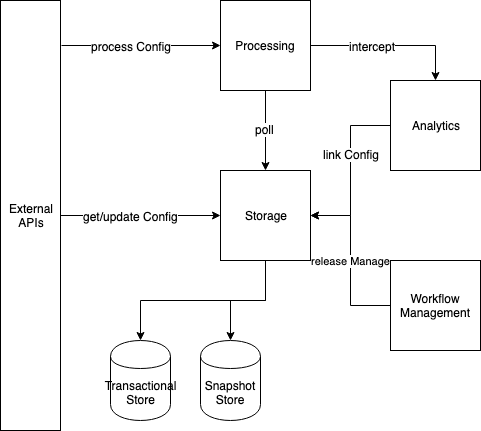 process Config
Processing
intercept
Analytics
poll
link Config
External
APIs
get/update Config
Storage
release Manage
Workflow
Management
Transactional
Store
Snapshot
Store